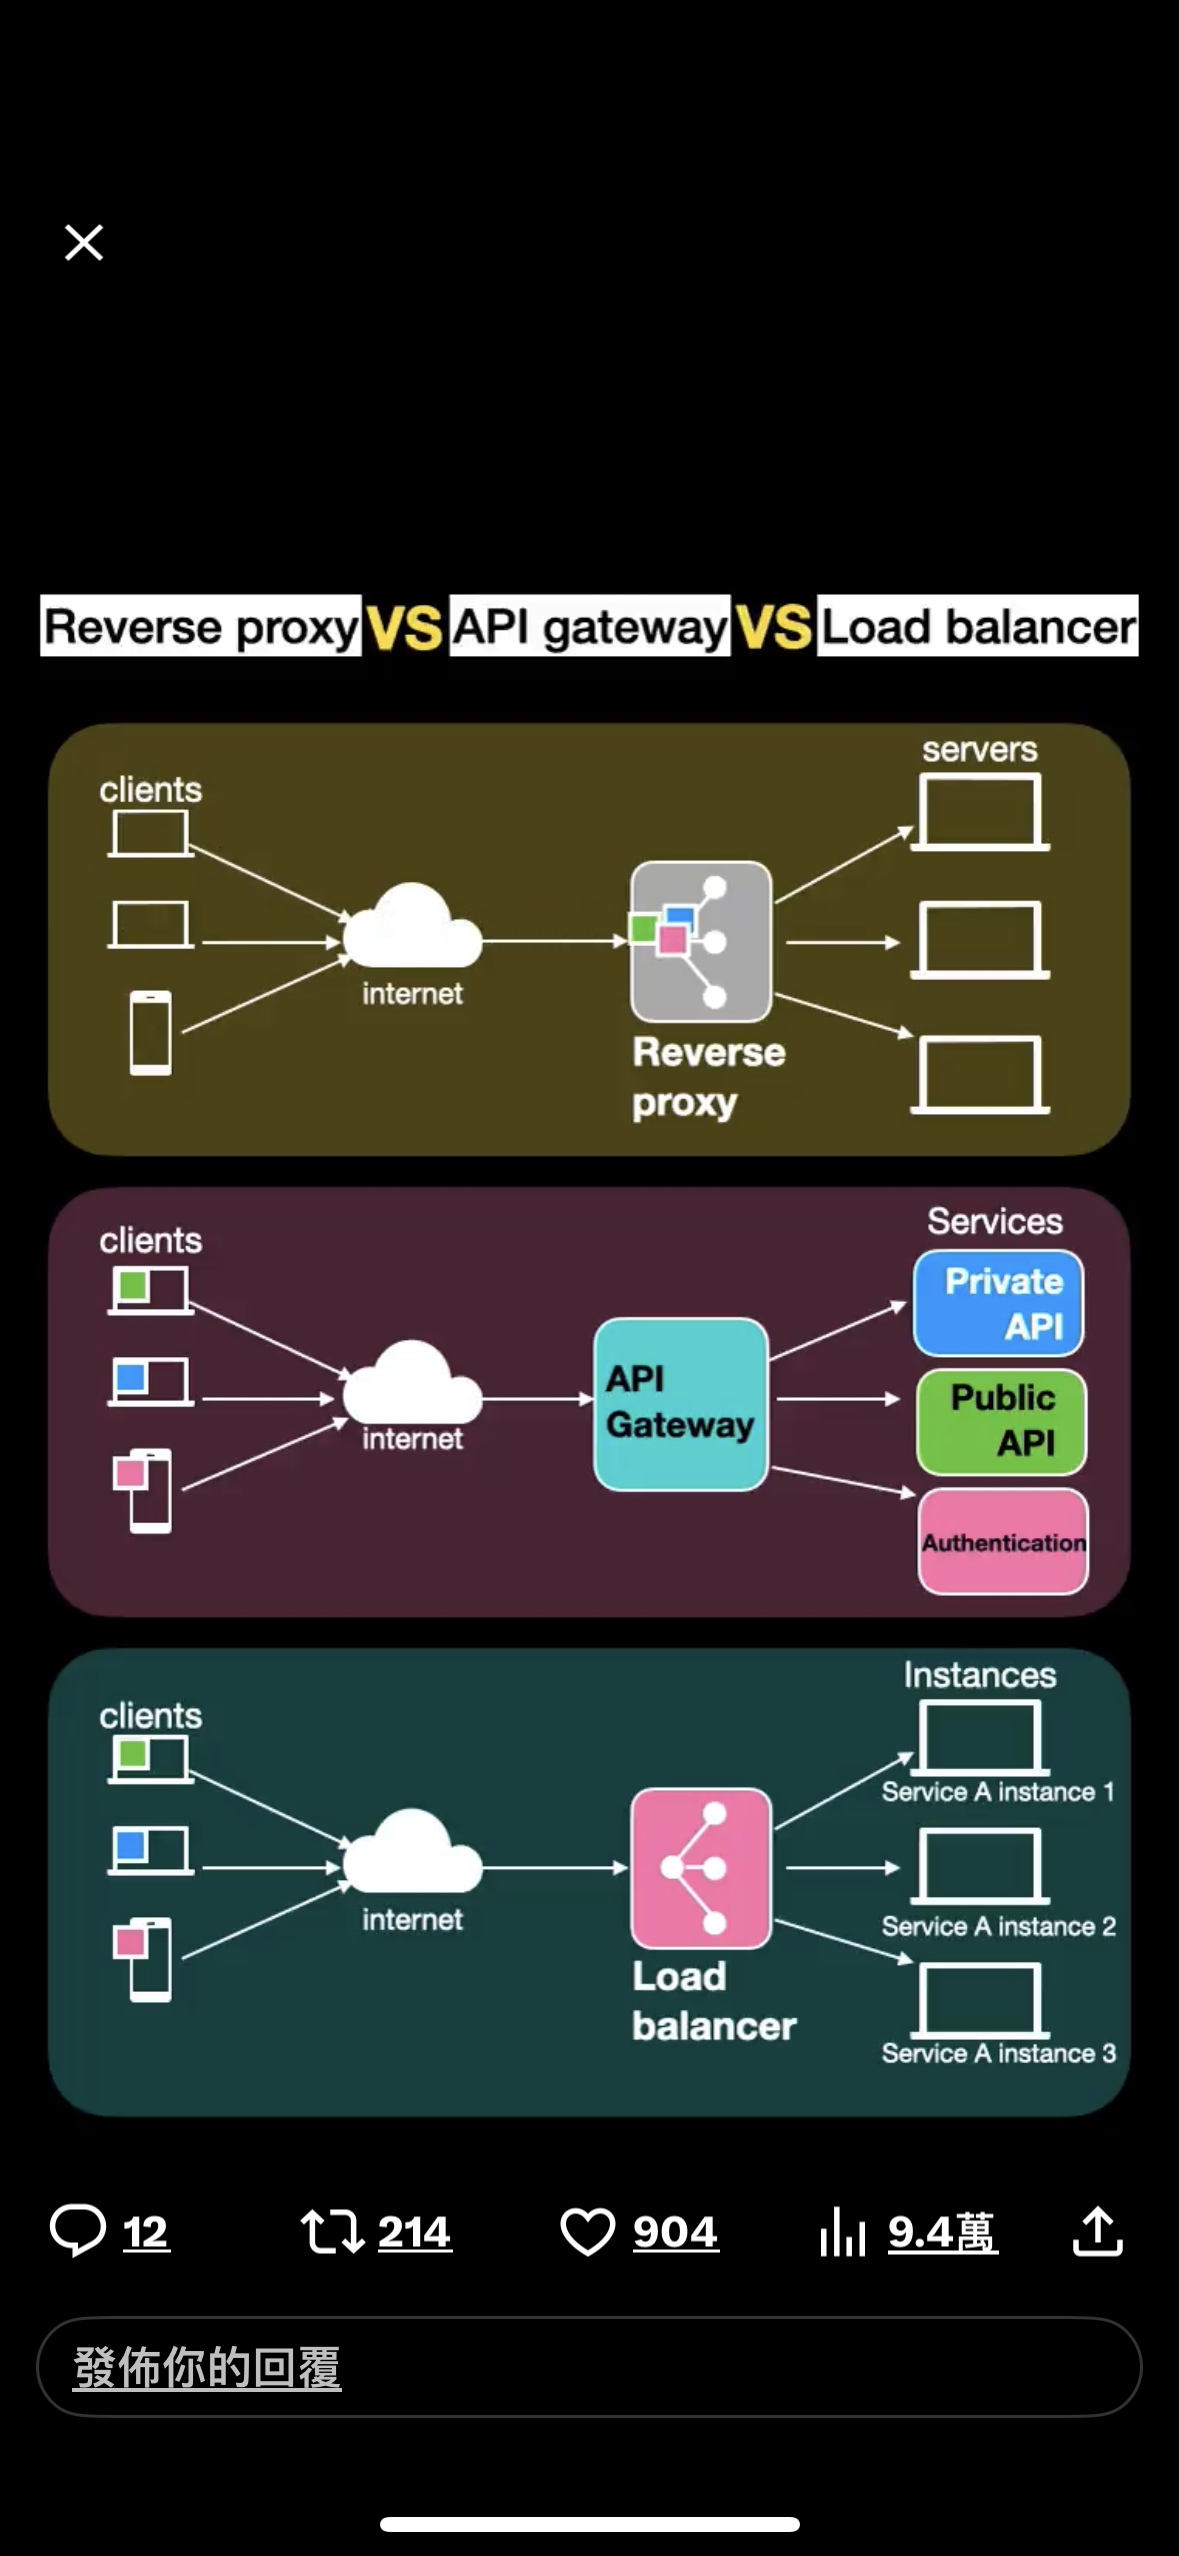 Reverse proxy VS API gateway VS Load balancer
clients
servers
internet
Reverse
proxy
clients
Services
Private
API
Public
API
Authentication
API
Gateway
internet
clients
Instances
Service A instance 1
Service A instance 2
Service A instance 3
internet
Load
balancer
12 214 904 9.4萬
發佈你的回覆